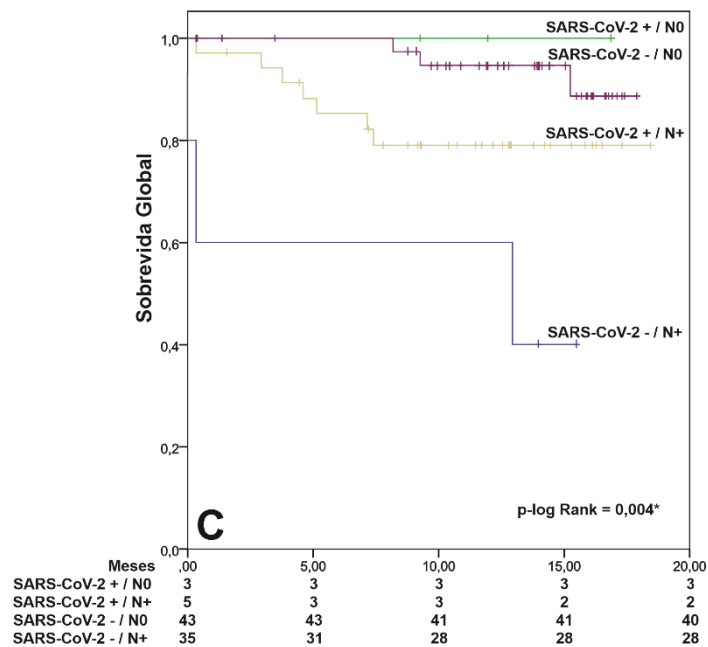 SARS-CoV-2 + / N0
1,0
SARS-CoV-2 - / N0
0,8
SARS-CoV-2 + / N+
Sobrevida Global
0,6
SARS-CoV-2 - / N+
0,4
0,2
C
p-log Rank = 0,004*
0,0
Meses ,00 5,00 10,00 15,00 20,00
SARS-CoV-2 + / N0 3 3 3 3 3
SARS-CoV-2 + / N+ 5 3 3 2 2
SARS-CoV-2 - / N0 43 43 41 41 40
SARS-CoV-2 - / N+ 35 31 28 28 28